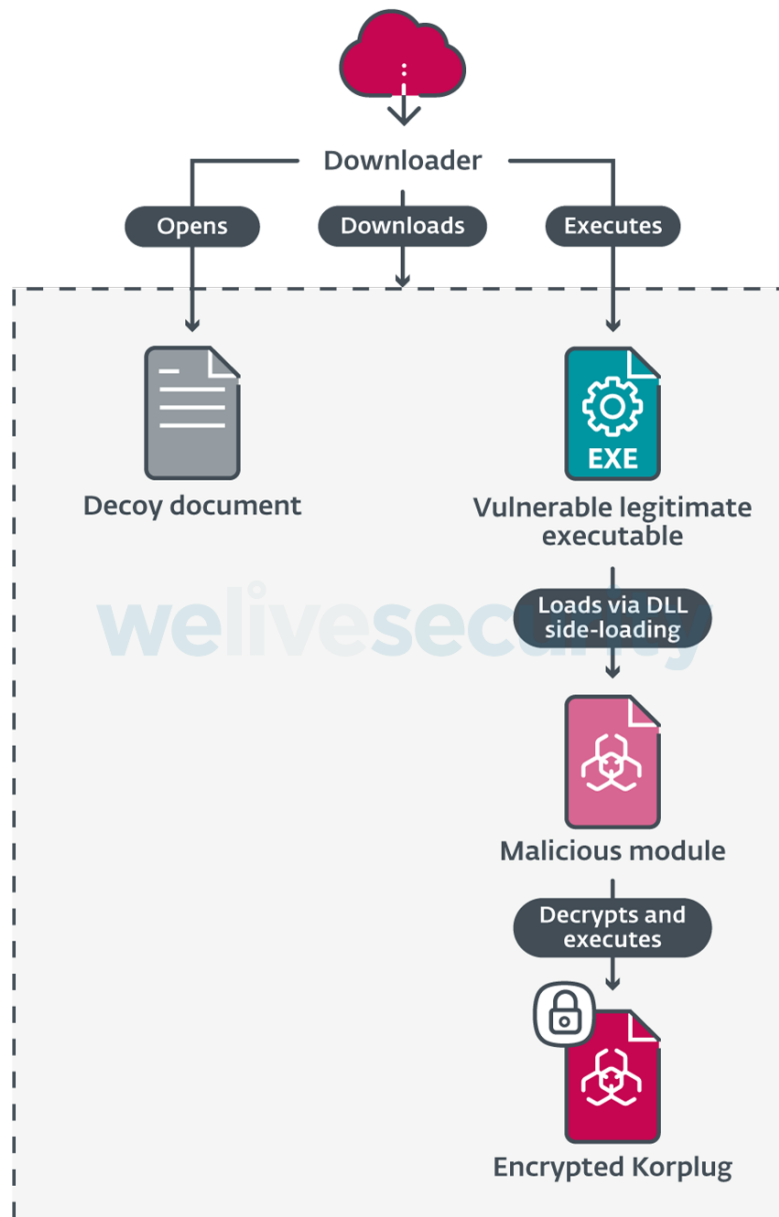 Downloader
Opens
Downloads
Executes
EXE
Decoy document
Vulnerable legitimate
executable
welivesecurity
Loads via DLL
side-loading
Malicious module
Decrypts and
executes
Encrypted Korplug